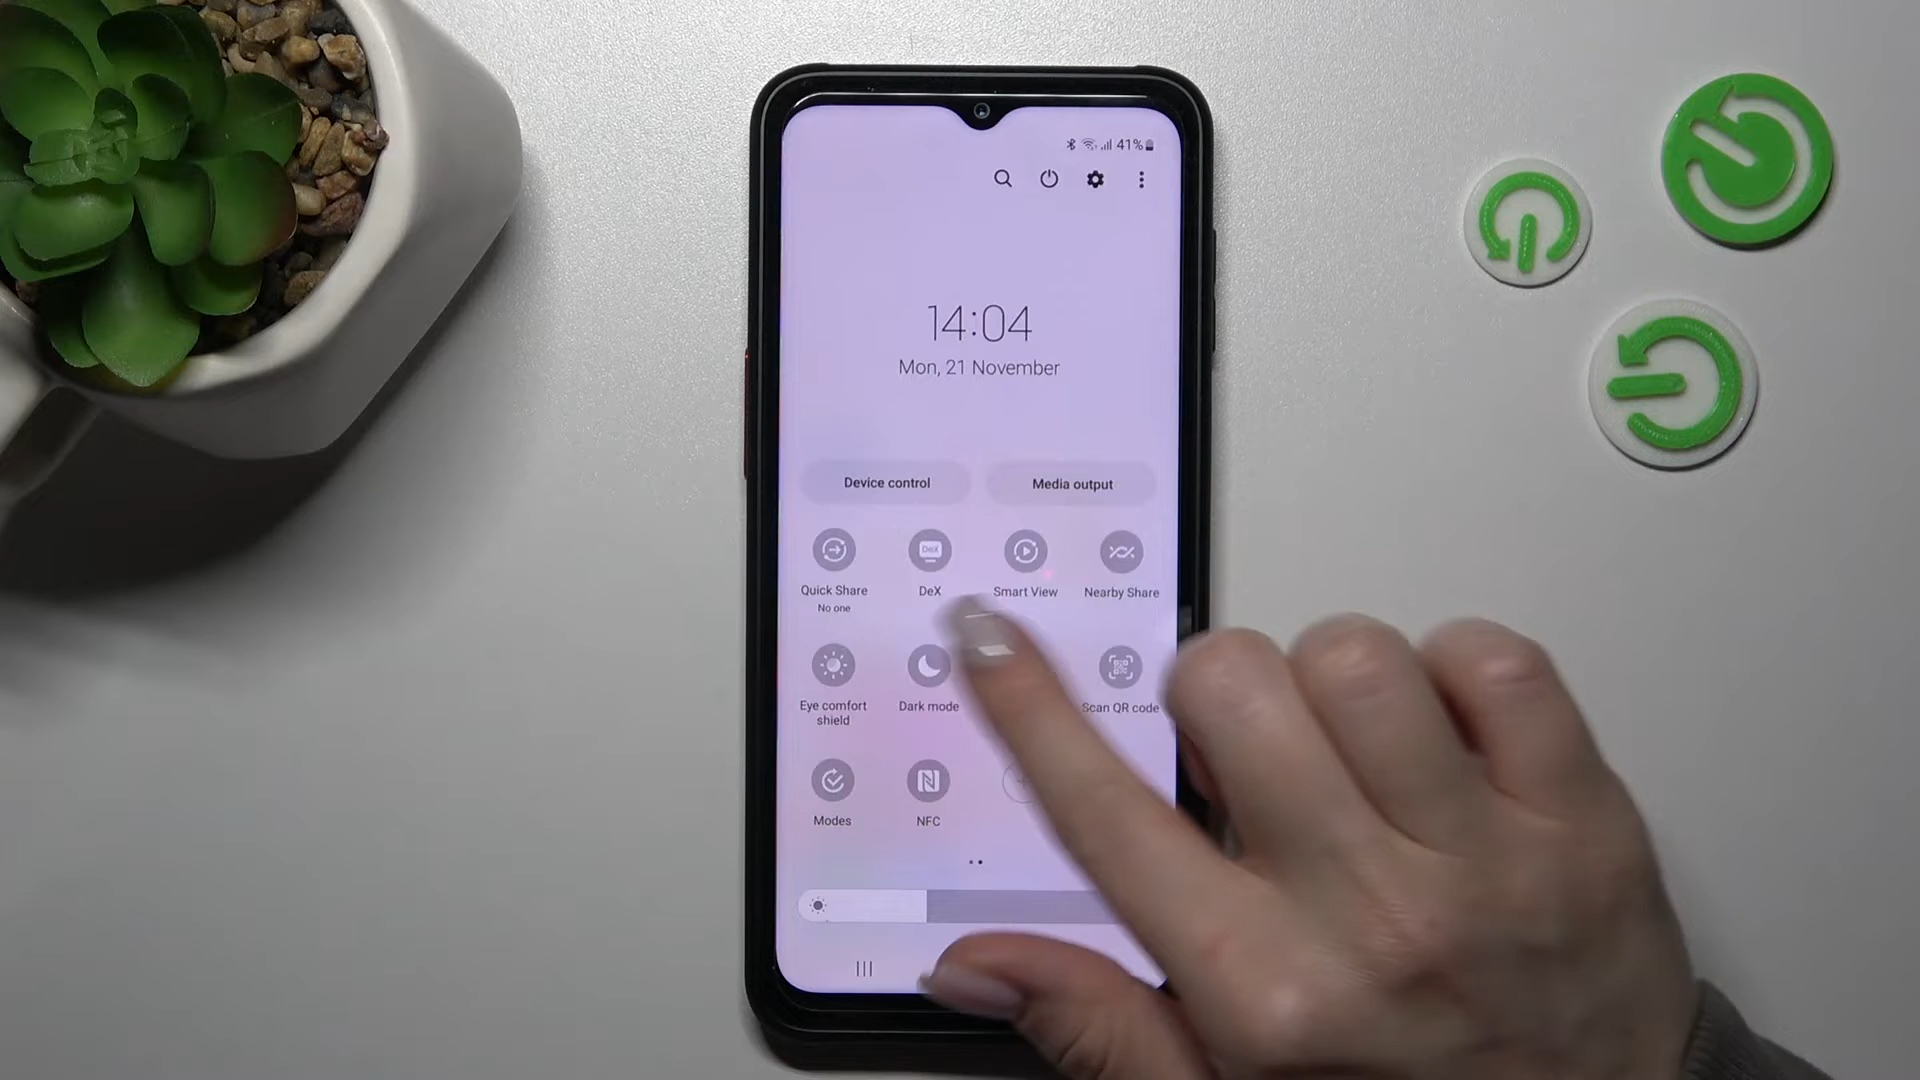 41%
14:04
Mon, 21 November
Device control
Media output
DeX
Quick Share
DeX
Smart View
Nearby Share
No one
Eye comfort
shield
Dark mode
Scan QR code
Modes
NFC